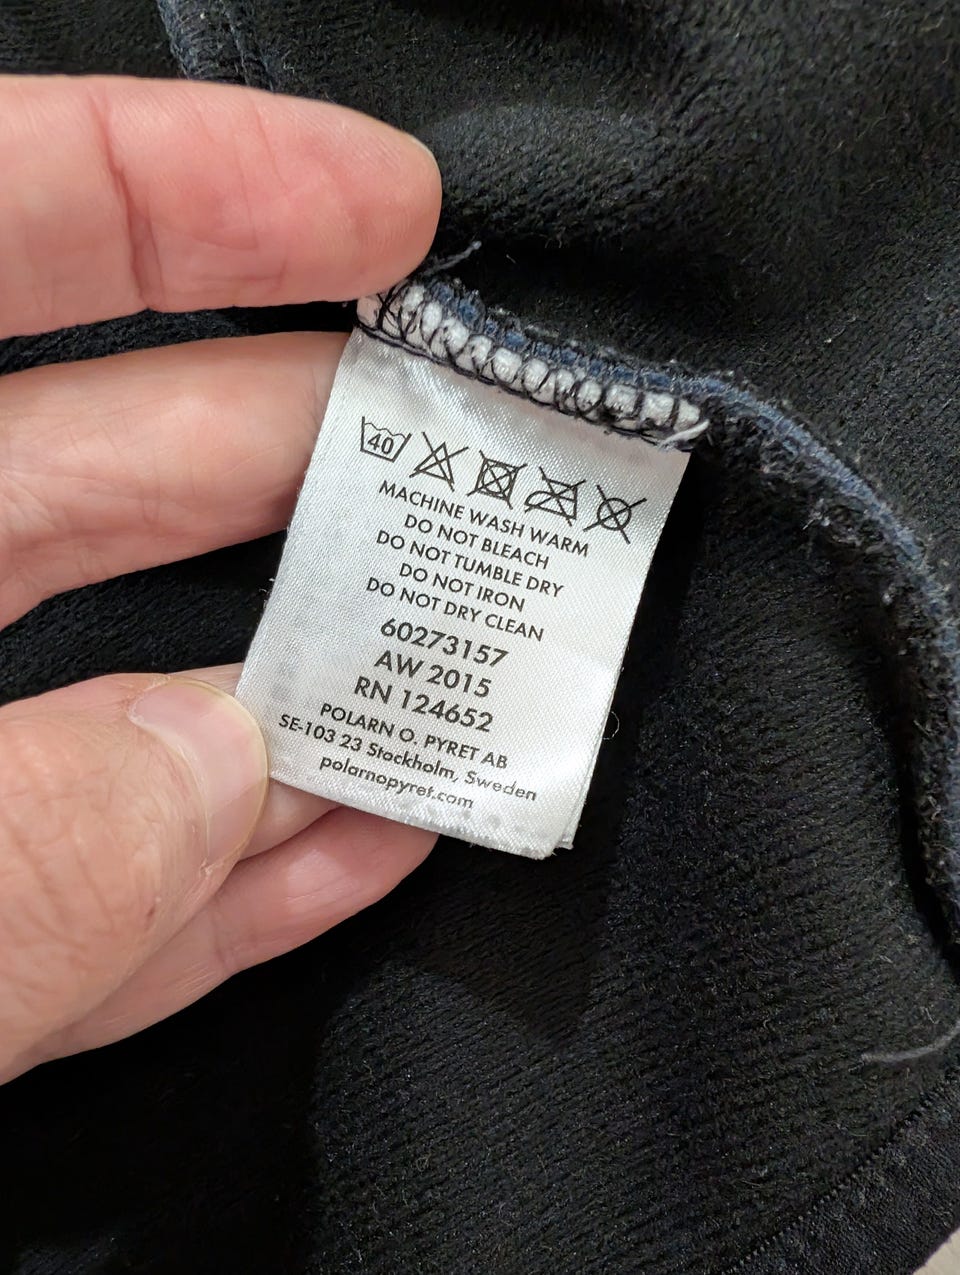 40
MACHINE WASH WARM
DO NOT BLEACH
DO NOT TUMBLE DRY
DO NOT IRON
DO NOT DRY CLEAN
60273157
AW 2015
RN 124652
POLARN O. PYRET AB
SE-103 23 Stockholm, Sweden
polarnopyret.com